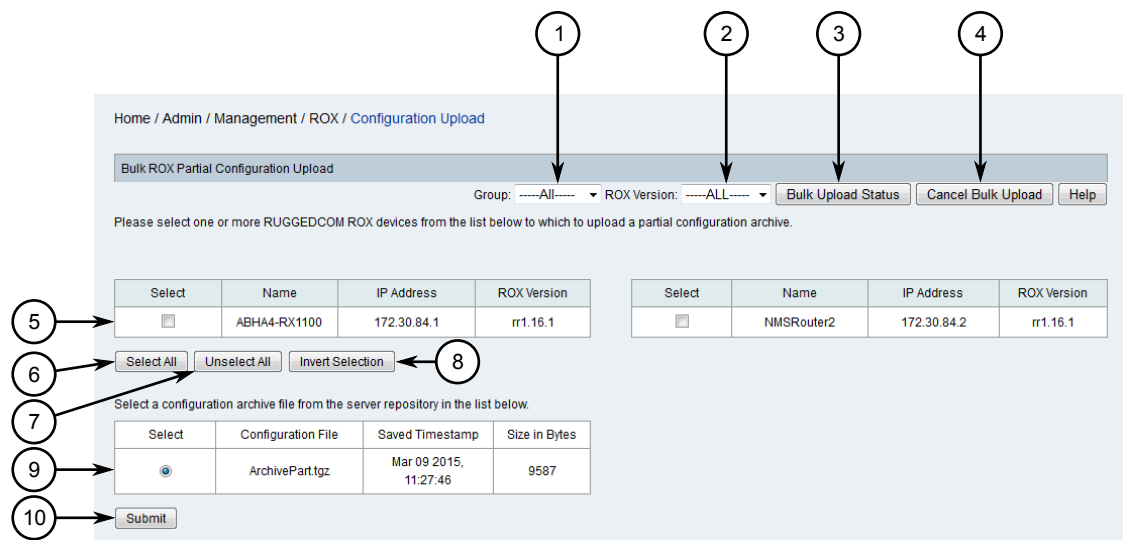 1 2 3 4
Home / Admin / Management / ROX / Configuration Upload
Bulk ROX Partial Configuration Upload
Group: -----All----- ROX Version: -----ALL----- Bulk Upload Status Cancel Bulk Upload Help
Please select one or more RUGGEDCOM ROX devices from the list below to which to upload a partial configuration archive.
Select Name IP Address ROX Version Select Name IP Address ROX Version
5 ABHA4-RX1100 172.30.84.1 rr1.16.1 NMSRouter2 172.30.84.2 rr1.16.1
6 Select All Unselect All Invert Selection 8
7 Select a configuration archive file from the server repository in the list below.
Select Configuration File Saved Timestamp Size in Bytes
9 ArchivePart.tgz Mar 09 2015, 9587
11:27:46
10 Submit